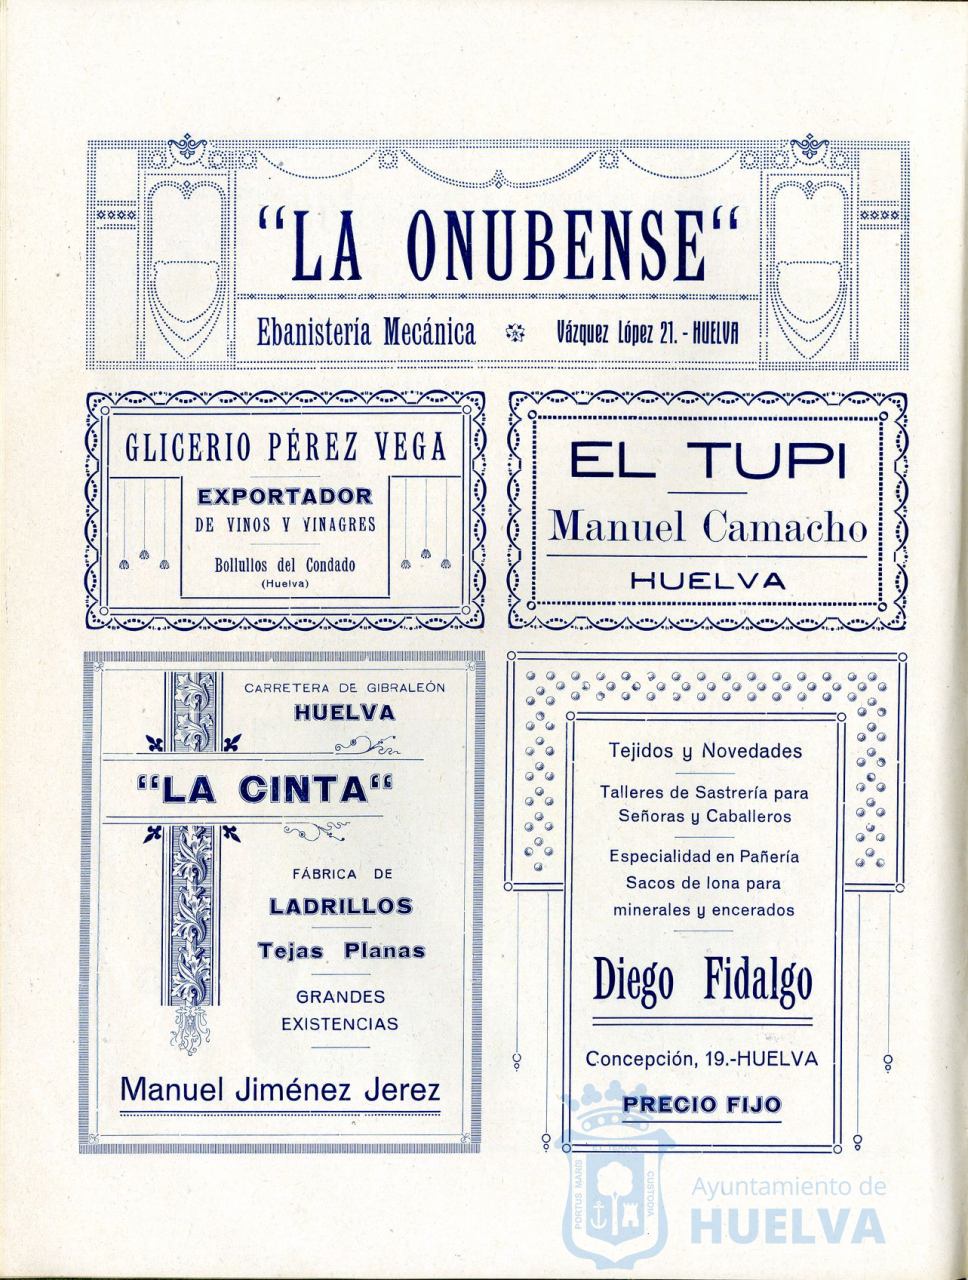 “LA ONUBENSE“
Ebanistería Mecánica Vázquez López 21.-HUELVA
GLICERIO PÉREZ VEGA
EXPORTADOR
DE VINOS Y VINAGRES
Bollullos del Condado
(Huelva)
EL TUPI
Manuel Camacho
HUELVA
CARRETERA DE GIBRALEÓN
HUELVA
“LA CINTA“
FÁBRICA DE
LADRILLOS
Tejas Planas
GRANDES
EXISTENCIAS
Manuel Jiménez Jerez
Tejidos y Novedades
Talleres de Sastrería para
Señoras y Caballeros
Especialidad en Pañería
Sacos de lona para
minerales y encerados
Diego Fidalgo
Concepción, 19.-HUELVA
PRECIO FIJO
PORTUS MARIS
CUSTODIA
Ayuntamiento de
HUELVA